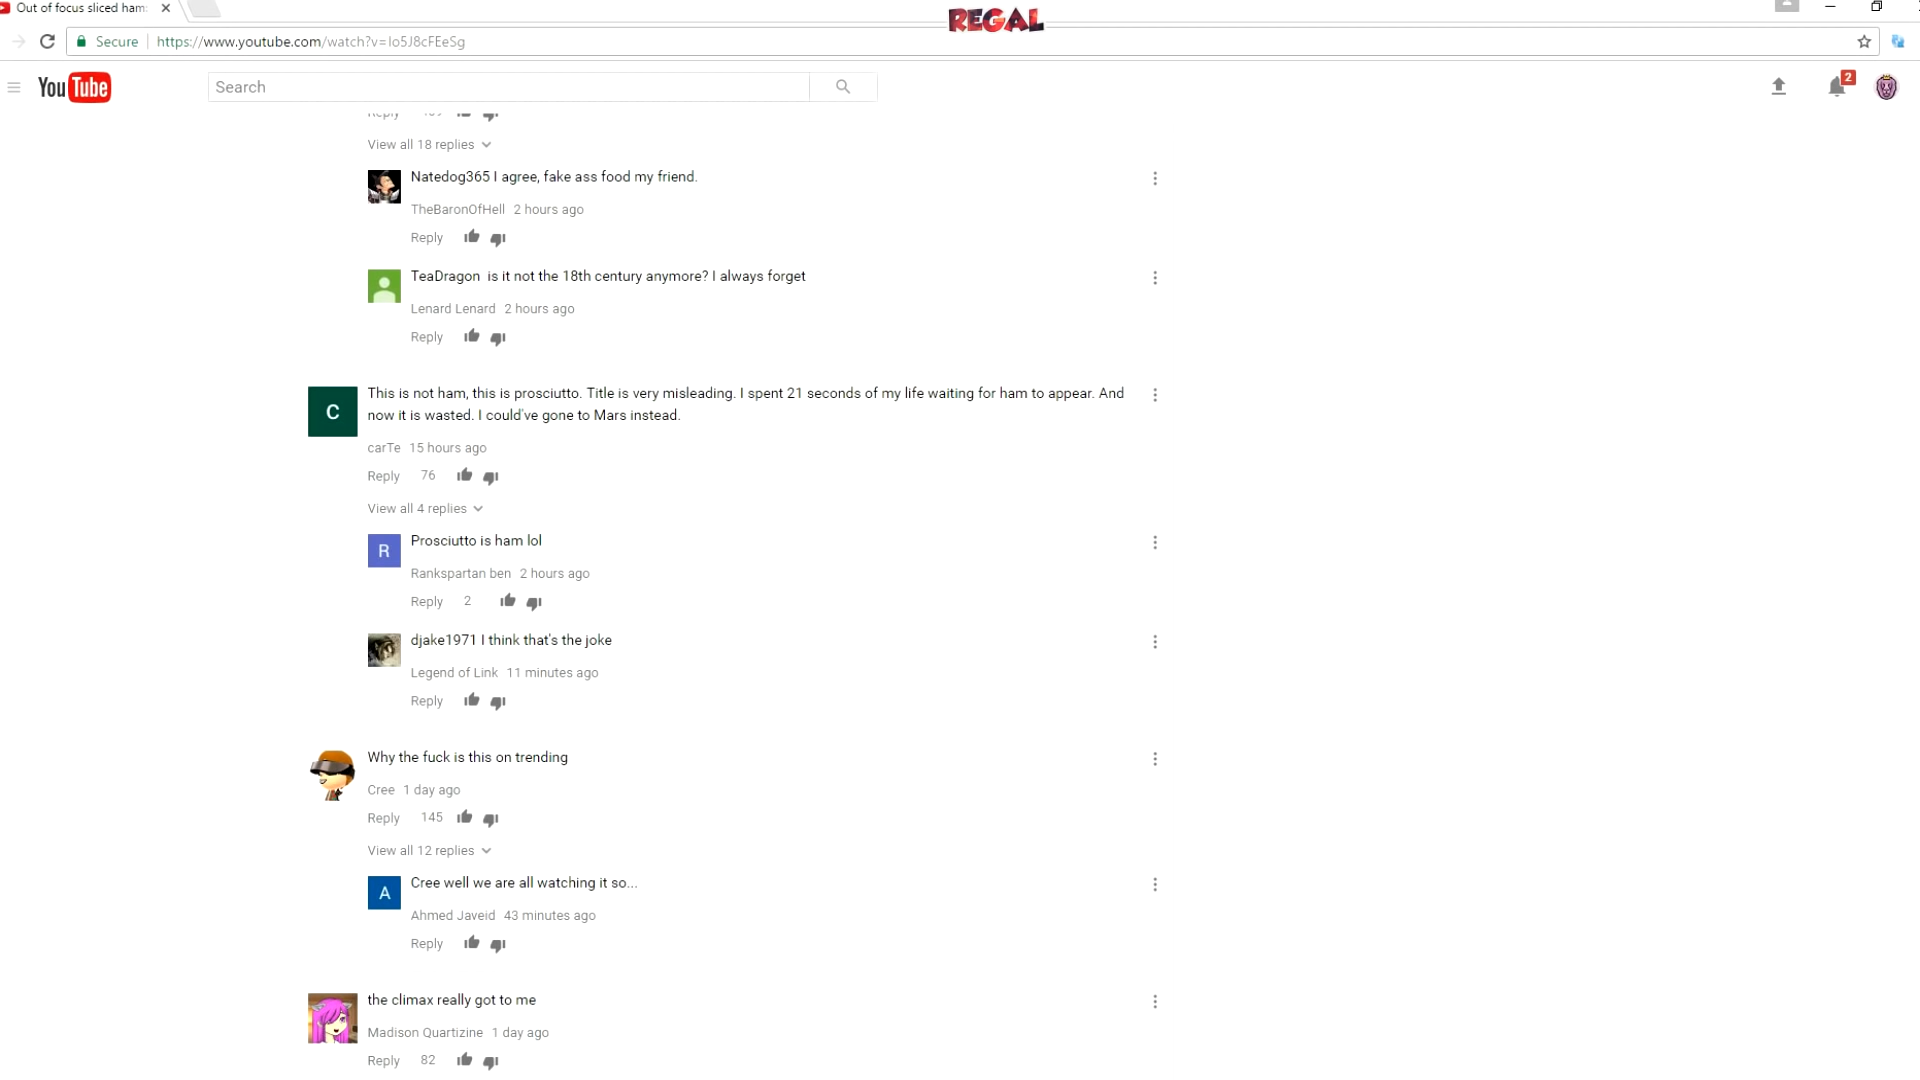 Out of focus sliced ham:
REGAL
Secure https://www.youtube.com/watch?v=Io5J8cFEeSg
YouTube
Search
2
Reply
View all 18 replies
Natedog365 I agree, fake ass food my friend.
TheBaronOfHell 2 hours ago
Reply
TeaDragon is it not the 18th century anymore? I always forget
Lenard Lenard 2 hours ago
Reply
C
This is not ham, this is prosciutto. Title is very misleading. I spent 21 seconds of my life waiting for ham to appear. And
now it is wasted. I could've gone to Mars instead.
carTe 15 hours ago
Reply 76
View all 4 replies
R
Prosciutto is ham lol
Rankspartan ben 2 hours ago
Reply 2
djake1971 I think that's the joke
Legend of Link 11 minutes ago
Reply
Why the fuck is this on trending
Cree 1 day ago
Reply 145
View all 12 replies
A
Cree well we are all watching it so...
Ahmed Javeid 43 minutes ago
Reply
the climax really got to me
Madison Quartizine 1 day ago
Reply 82